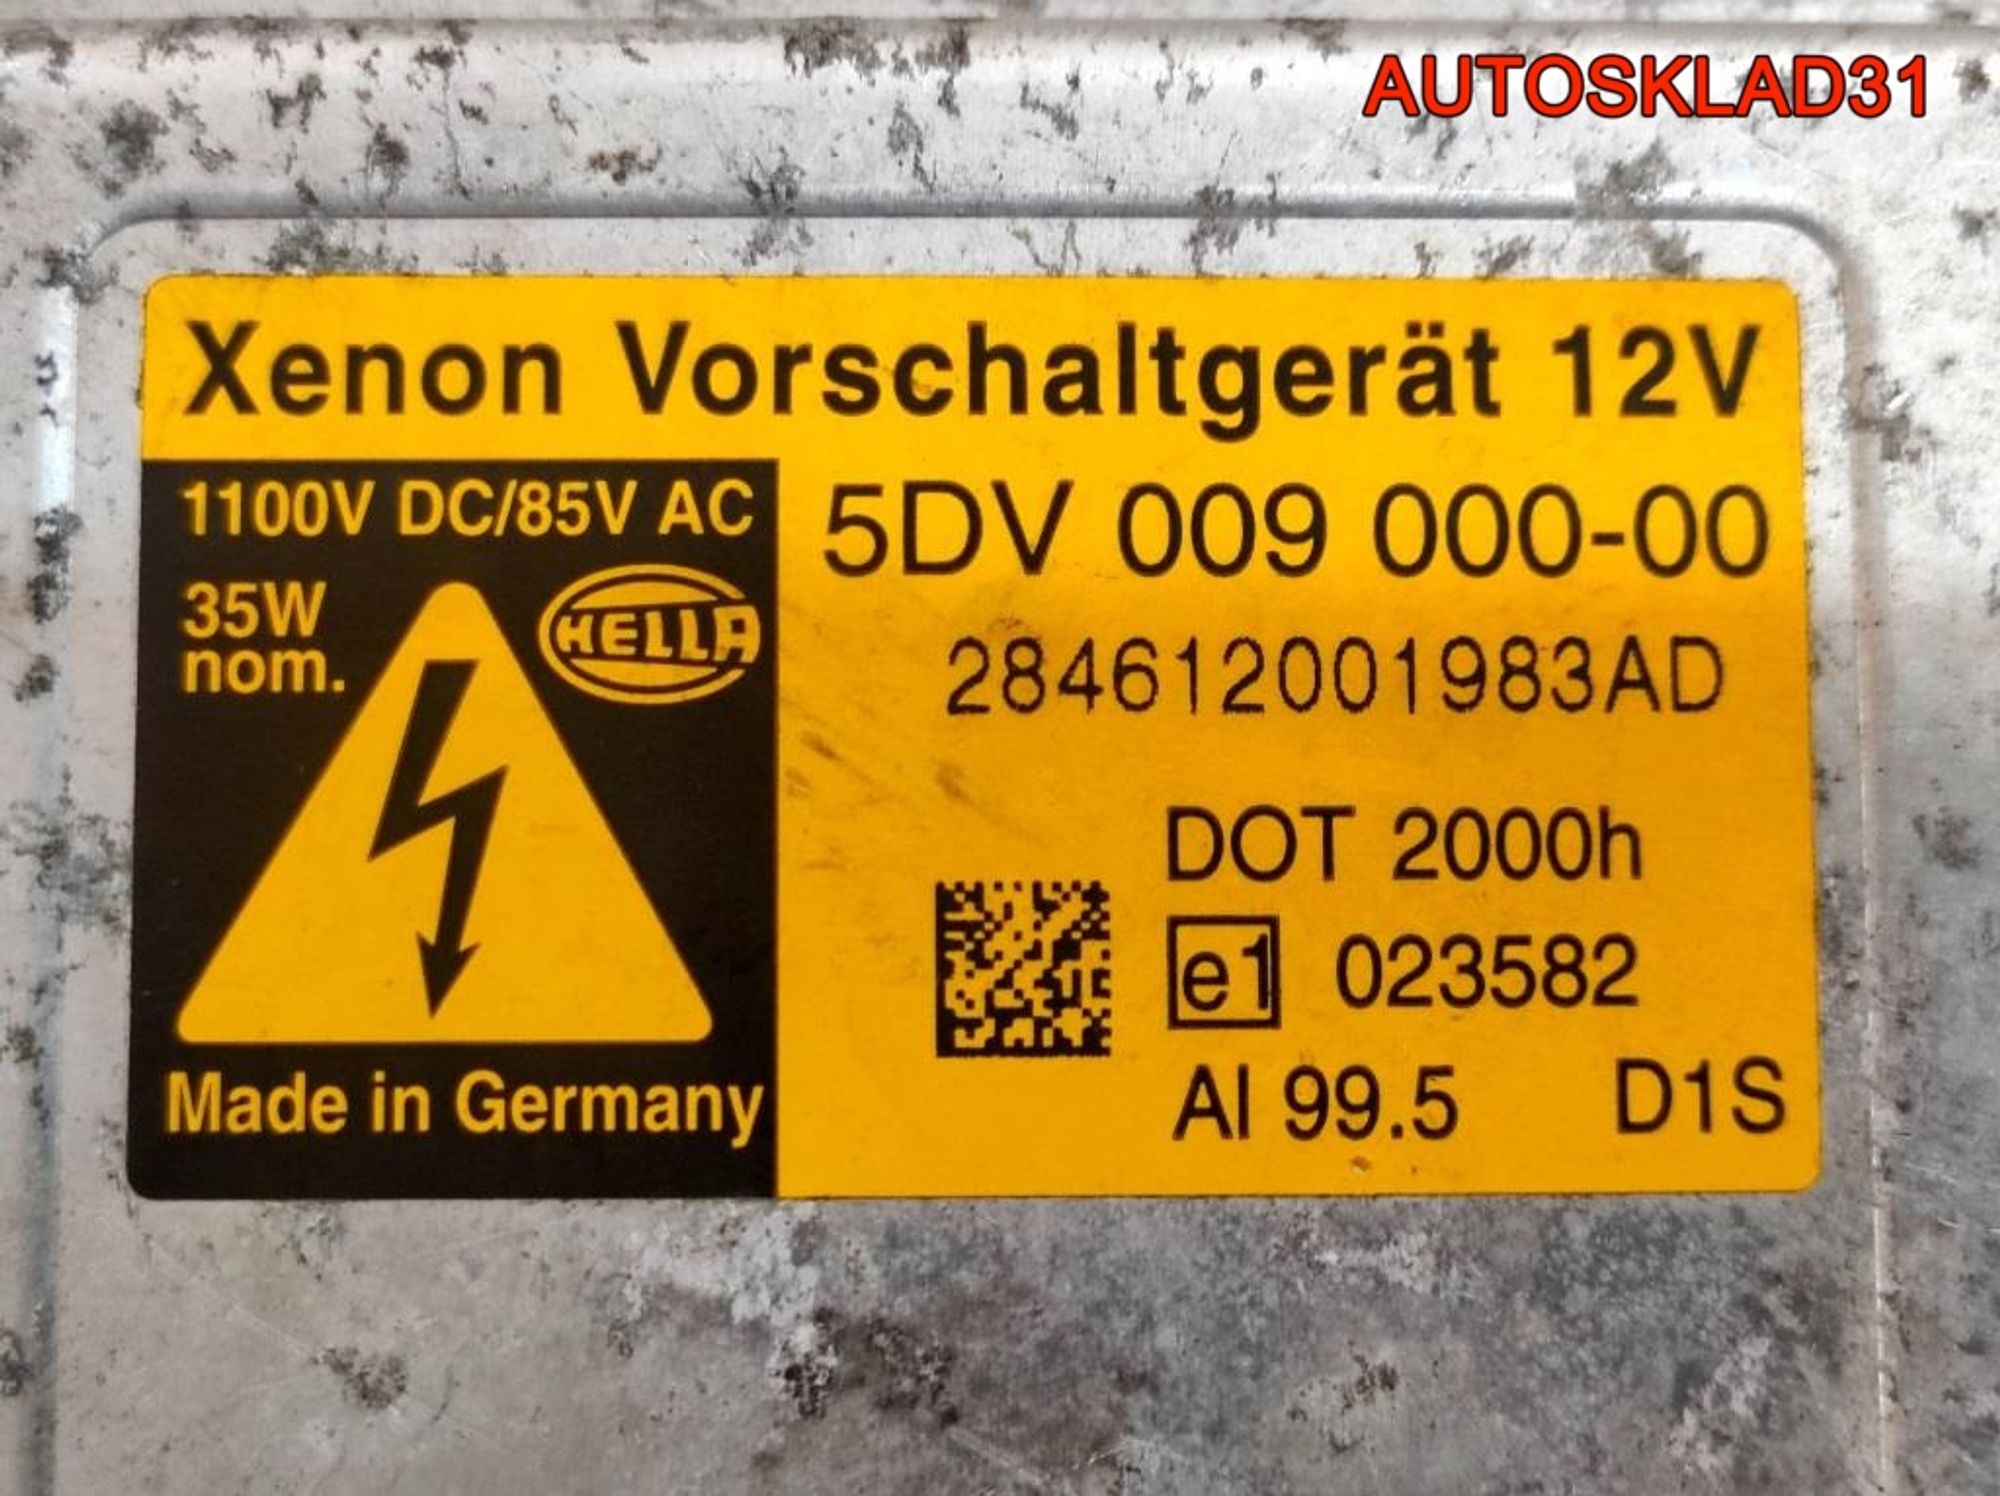 AUTOSKLAD31
Xenon Vorschaltgerät 12V
1100V DC/85V AC
35W
nom.
HELLA
Made in Germany
5DV 009 000-00
284612001983AD
DOT 2000h
e1 023582
AI 99.5 D1S